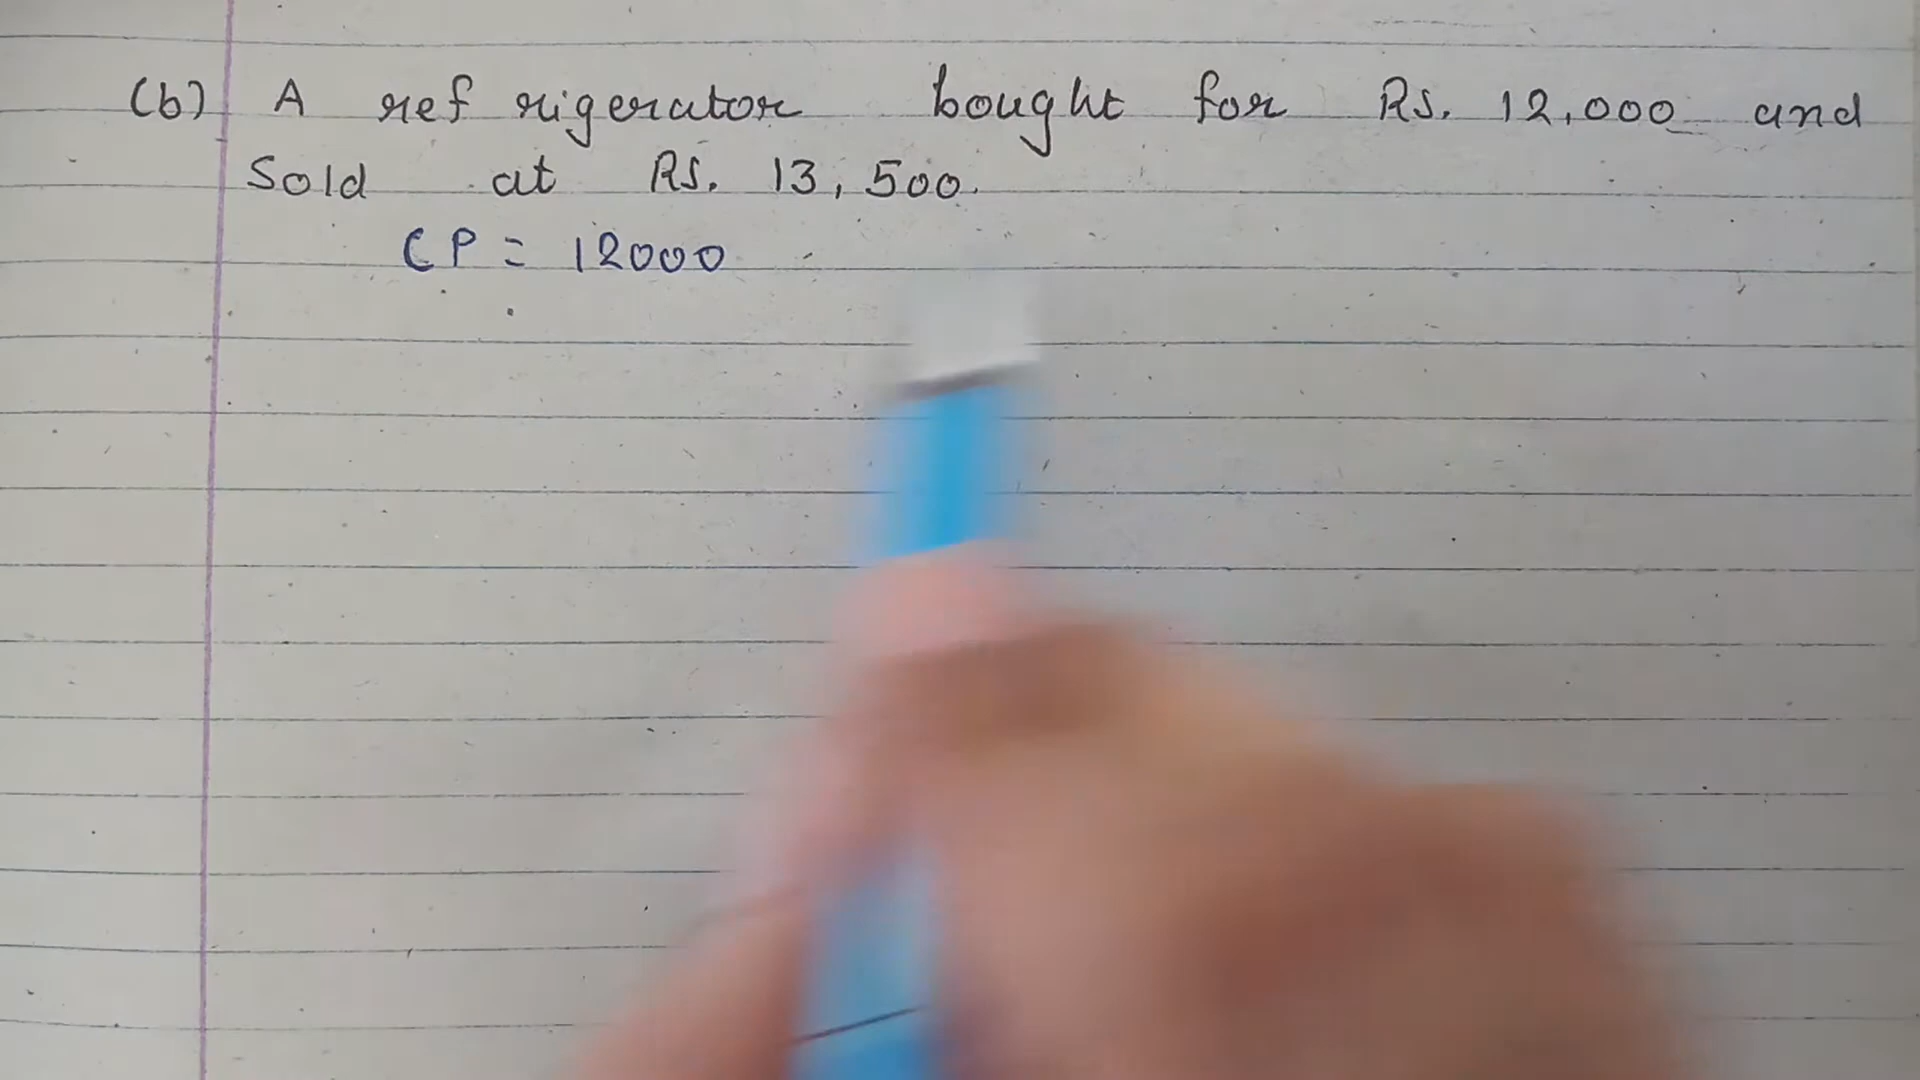 (b) A refrigerator bought for Rs. 12,000 and
Sold at Rs. 13,500.
CP = 12000